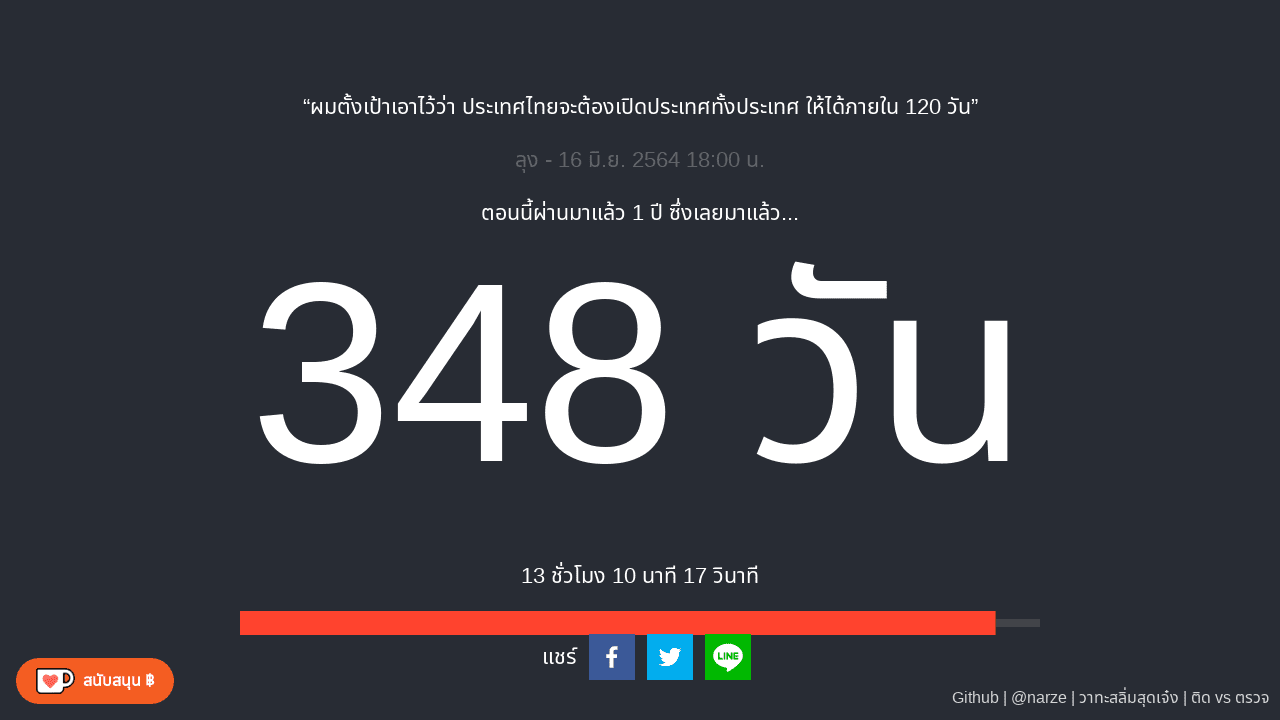 “ผมตั้งเป้าเอาไว้ว่า ประเทศไทยจะต้องเปิดประเทศทั้งประเทศ ให้ได้ภายใน 120 วัน”
ลุง - 16 มิ.ย. 2564 18:00 น.
ตอนนี้ผ่านมาแล้ว 1 ปี ซึ่งเลยมาแล้ว...
348 วัน
13 ชั่วโมง 10 นาที 17 วินาที
แชร์
LINE
สนับสนุน ฿
Github | @narze | วาทะสลิ่มสุดเจ๋ง | ติด vs ตรวจ